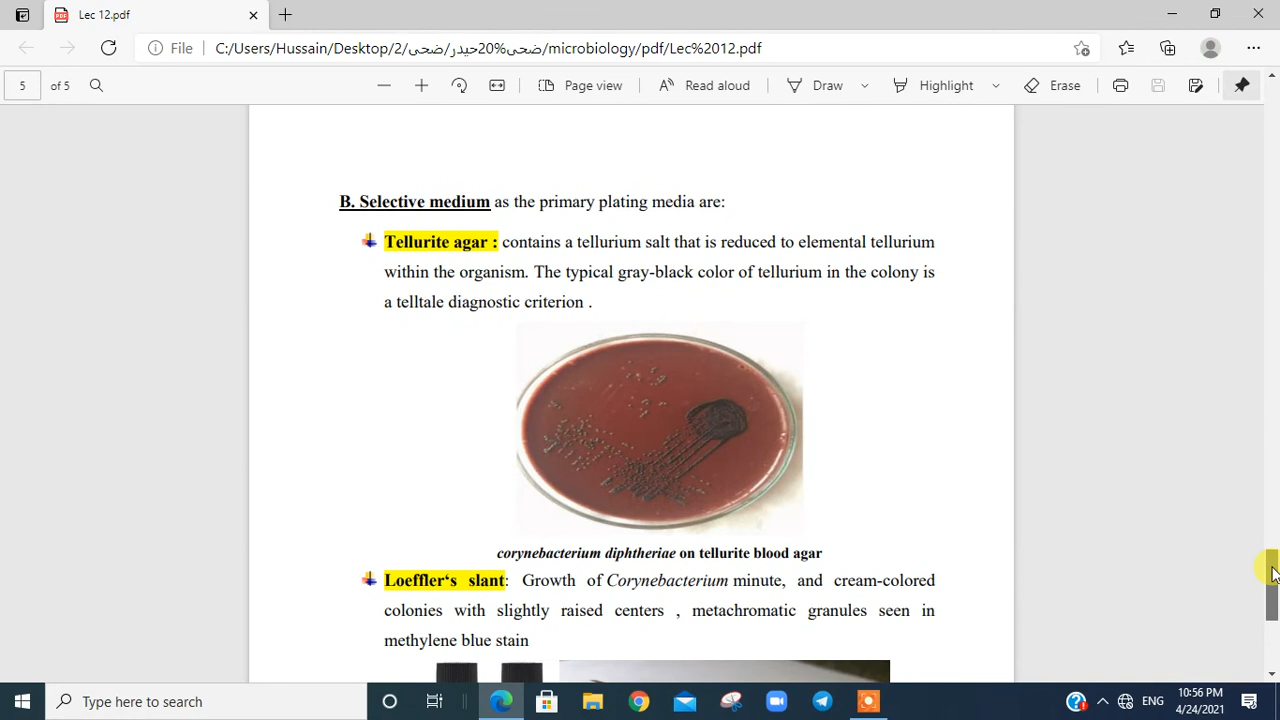 Lec 12.pdf
File
C:/Users/Hussain/Desktop/2/ضحى/حيدر%20ضحى/microbiology/pdf/Lec%2012.pdf
5
of 5
Page view
Read aloud
Draw
Highlight
Erase
B. Selective medium as the primary plating media are:
Tellurite agar : contains a tellurium salt that is reduced to elemental tellurium
within the organism. The typical gray-black color of tellurium in the colony is
a telltale diagnostic criterion .
corynebacterium diphtheriae on tellurite blood agar
Loeffler‘s slant: Growth of Corynebacterium minute, and cream-colored
colonies with slightly raised centers , metachromatic granules seen in
methylene blue stain
Type here to search
ENG
10:56 PM
4/24/2021